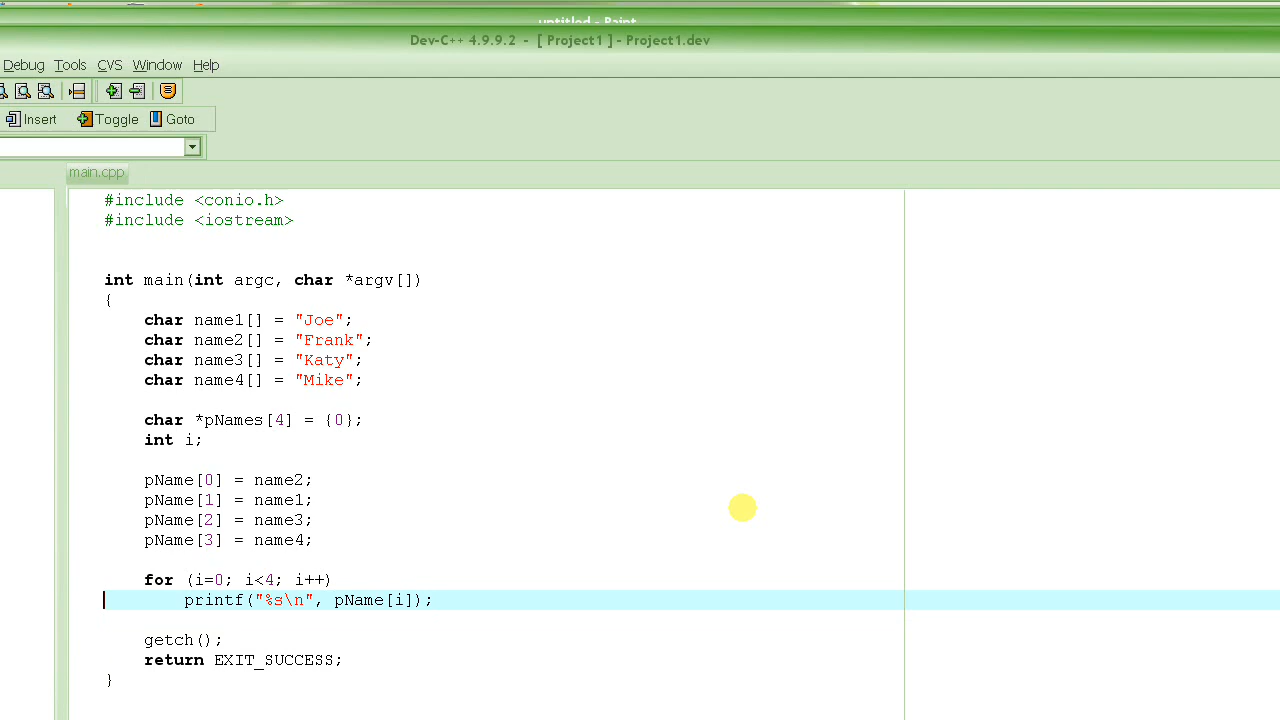 untitled - Paint
Dev-C++ 4.9.9.2 - [ Project1 ] - Project1.dev
Debug Tools CVS Window Help
Insert Toggle Goto
main.cpp
#include <conio.h>
#include <iostream>
int main(int argc, char *argv[])
{
char name1[] = "Joe";
char name2[] = "Frank";
char name3[] = "Katy";
char name4[] = "Mike";
char *pNames[4] = {0};
int i;
pName[0] = name2;
pName[1] = name1;
pName[2] = name3;
pName[3] = name4;
for (i=0; i<4; i++)
printf("%s\n", pName[i]);
getch();
return EXIT_SUCCESS;
}